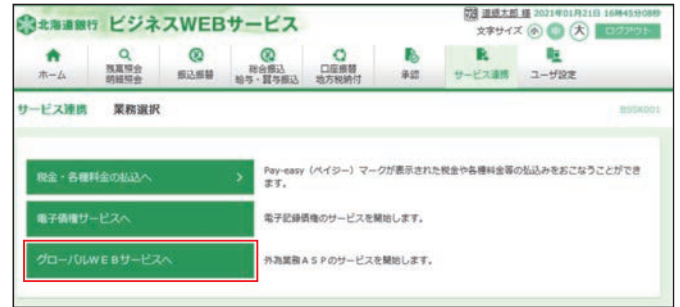 北海道銀行 ビジネスWEBサービス
道銀太郎 様 2021年01月21日 16時45分08秒
文字サイズ 小 中 大 ログアウト
ホーム
残高照会
明細照会
振込振替
総合振込
給与・賞与振込
口座振替
地方税納付
承認
サービス連携
ユーザ設定
サービス連携 業務選択 BSSK001
税金・各種料金の払込へ
Pay-easy（ペイジー）マークが表示された税金や各種料金等の払込みをおこなうことができ
ます。
電子債権サービスへ
電子記録債権のサービスを開始します。
グローバルWEBサービスへ
外為業務ASPのサービスを開始します。